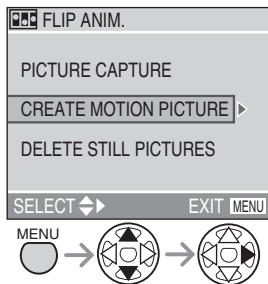 FLIP ANIM.
PICTURE CAPTURE
CREATE MOTION PICTURE
DELETE STILL PICTURES
SELECT EXIT MENU
MENU